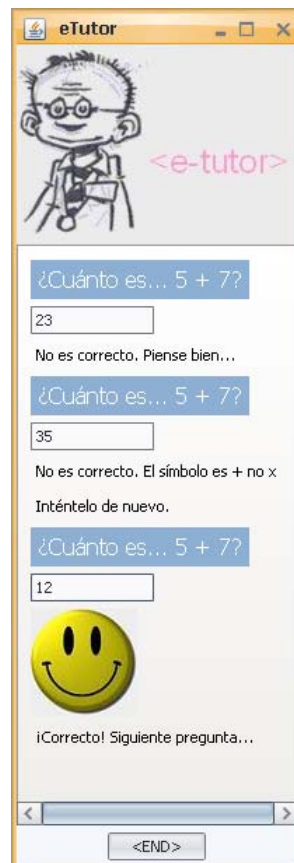 eTutor
<e-tutor>
¿Cuánto es... 5 + 7?
23
No es correcto. Piense bien...
¿Cuánto es... 5 + 7?
35
No es correcto. El símbolo es + no x
Inténtelo de nuevo.
¿Cuánto es... 5 + 7?
12
¡Correcto! Siguiente pregunta...
<END>